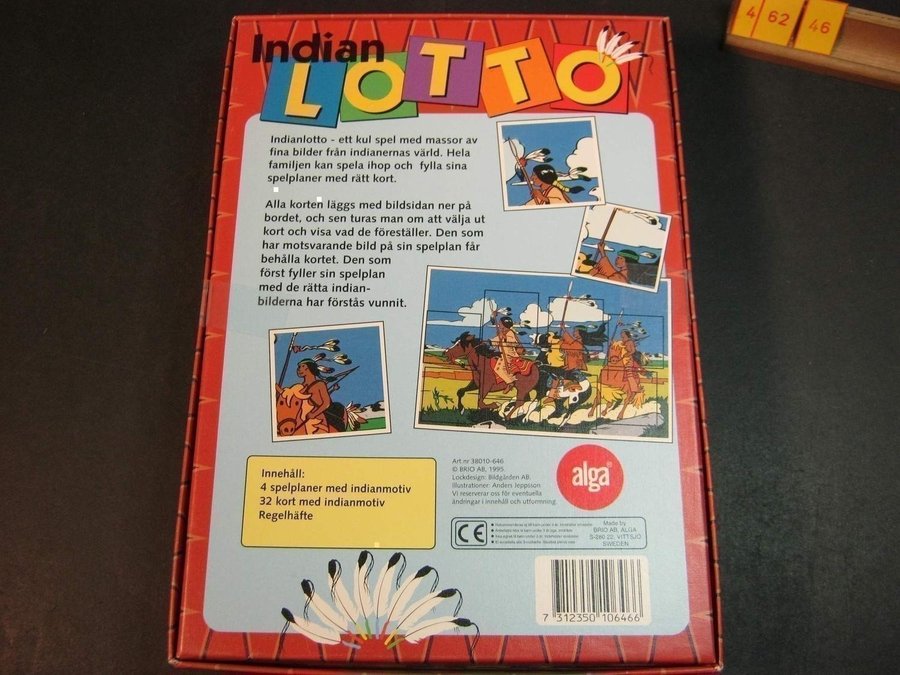 Indian
LOTTO
Indianlotto - ett kul spel med massor av
fina bilder från indianernas värld. Hela
familjen kan spela ihop och fylla sina
spelplaner med rätt kort.
Alla korten läggs med bildsidan ner på
bordet, och sen turas man om att välja ut
kort och visa vad de föreställer. Den som
har motsvarande bild på sin spelplan får
behålla kortet. Den som
först fyller sin spelplan
med de rätta indian-
bilderna har förstås vunnit.
Innehåll:
4 spelplaner med indianmotiv
32 kort med indianmotiv
Regelhäfte
Art nr 38010-646
© BRIO AB, 1995.
Lockdesign: Bildgården AB.
Illustrationer: Anders Jeppsson
Vi reserverar oss för eventuella
ändringar i innehåll och utformning.
alga
CE
Made by
BRIO AB, ALGA
S-280 22, VITTSJÖ
SWEDEN
7 312350 106466
4 62 46